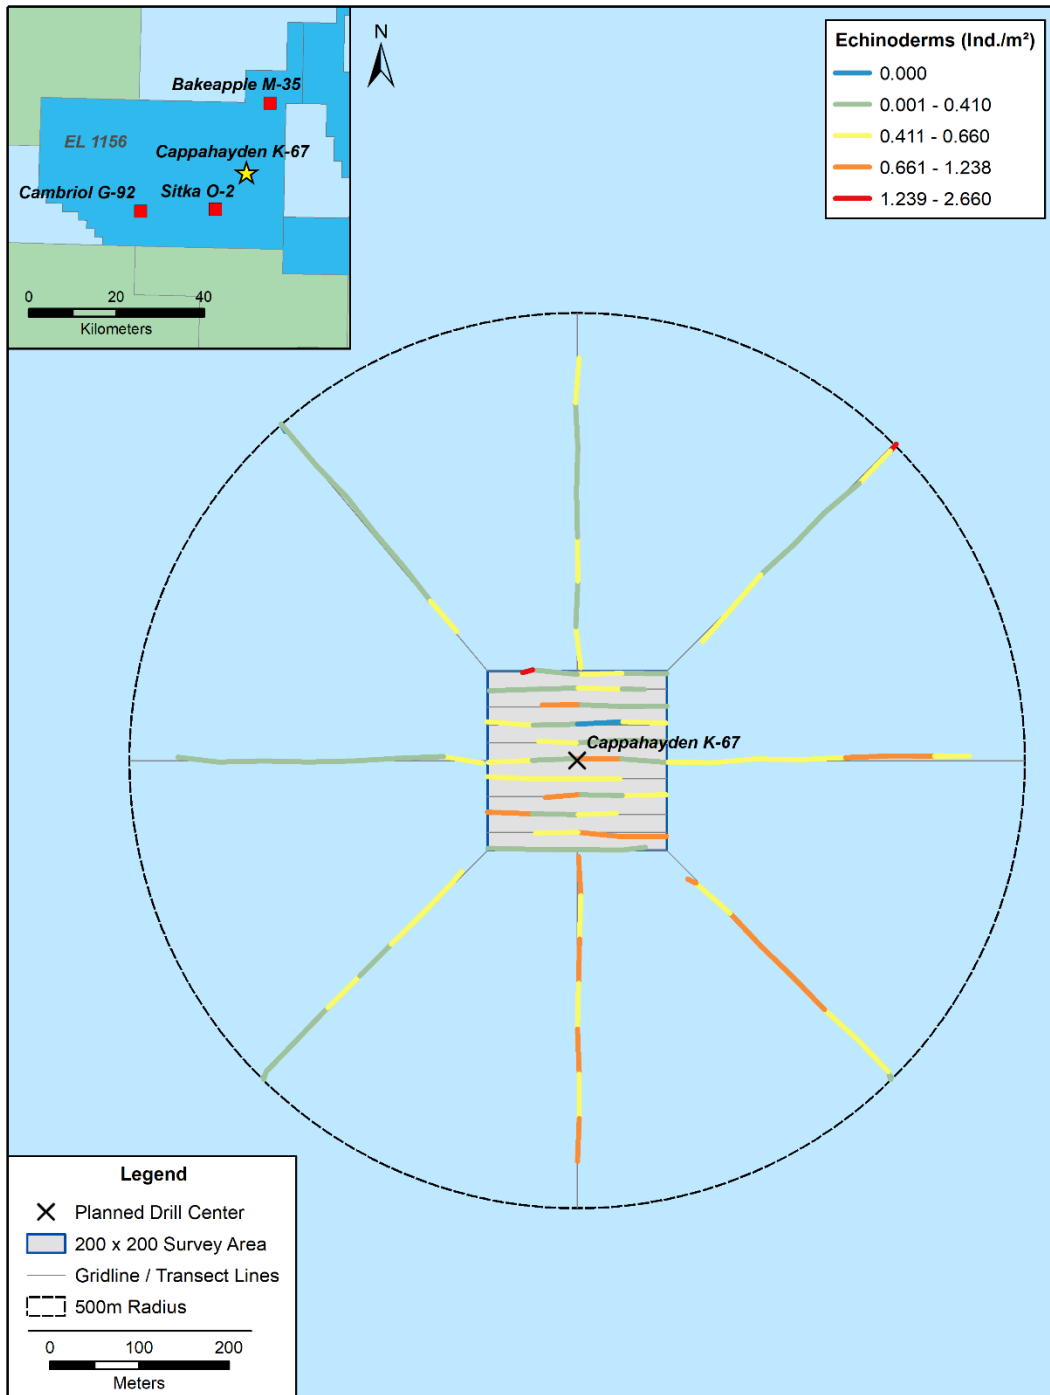 Bakeapple M-35
EL 1156
Cappahayden K-67
Cambriol G-92
Sitka O-2
0 20 40
Kilometers
N
Echinoderms (Ind./m²)
0.000
0.001 - 0.410
0.411 - 0.660
0.661 - 1.238
1.239 - 2.660
Cappahayden K-67
Legend
Planned Drill Center
200 x 200 Survey Area
Gridline / Transect Lines
500m Radius
0 100 200
Meters